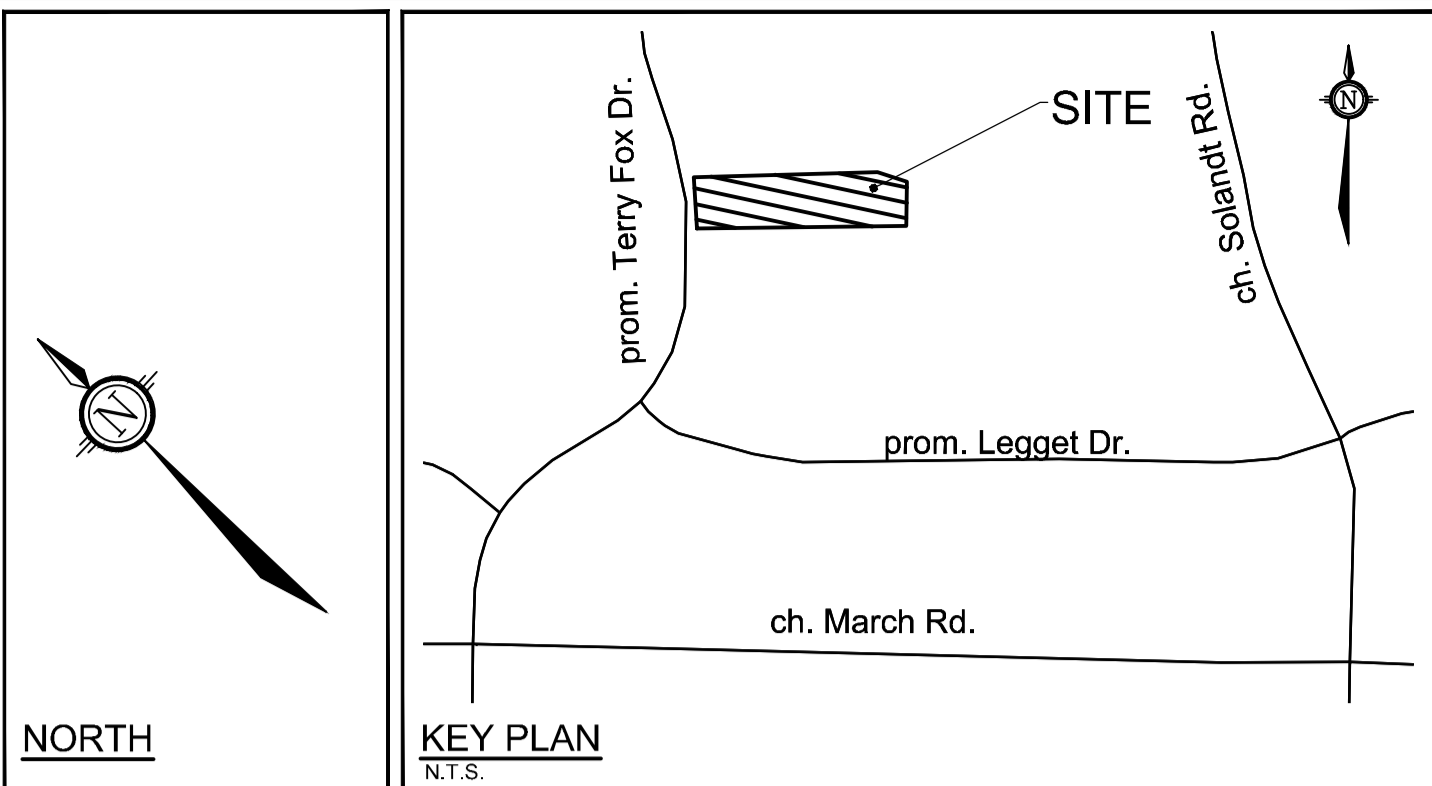 N
NORTH
SITE
N
prom. Terry Fox Dr.
ch. Solandt Rd.
prom. Legget Dr.
ch. March Rd.
KEY PLAN
N.T.S.